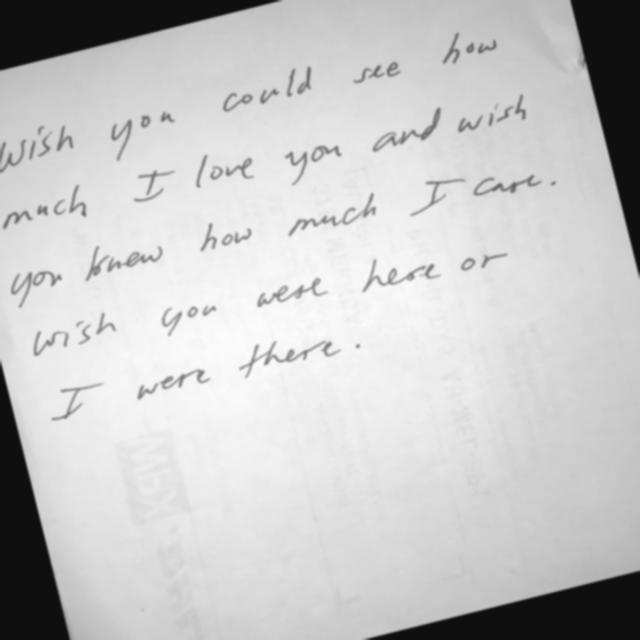 Wish you could see how
much I love you and wish
you knew how much I care.
wish you were here or
I were there.